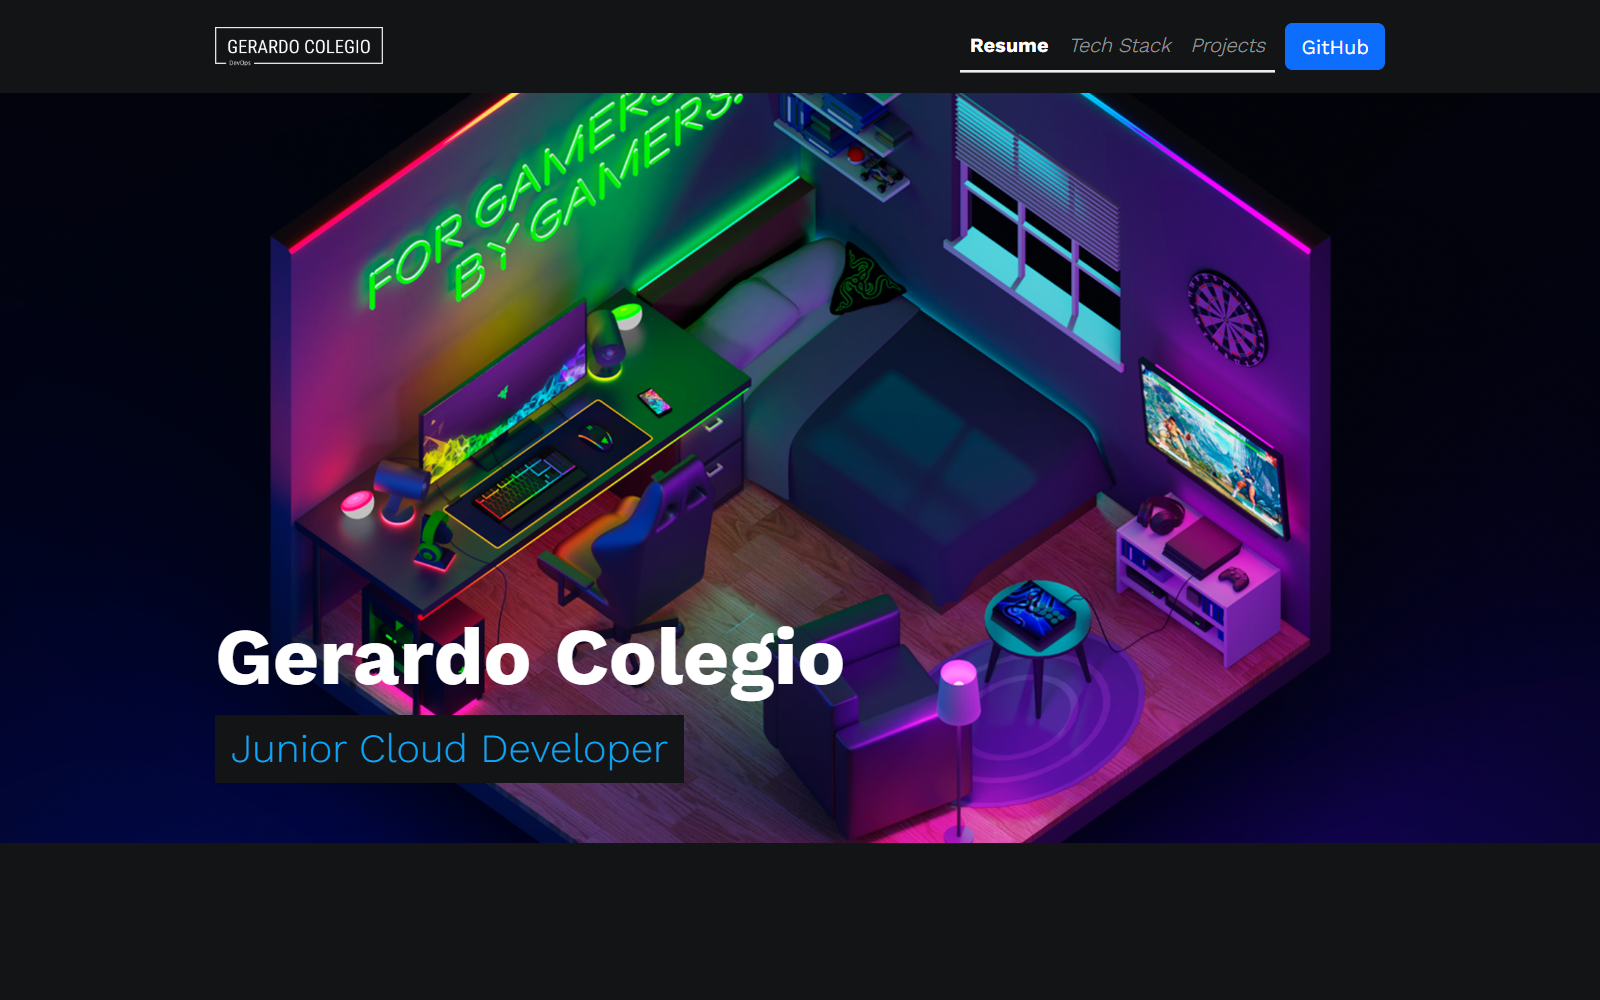 GERARDO COLEGIO
DevOps
Resume
Tech Stack
Projects
GitHub
FOR GAMERS.
BY GAMERS.
Gerardo Colegio
Junior Cloud Developer